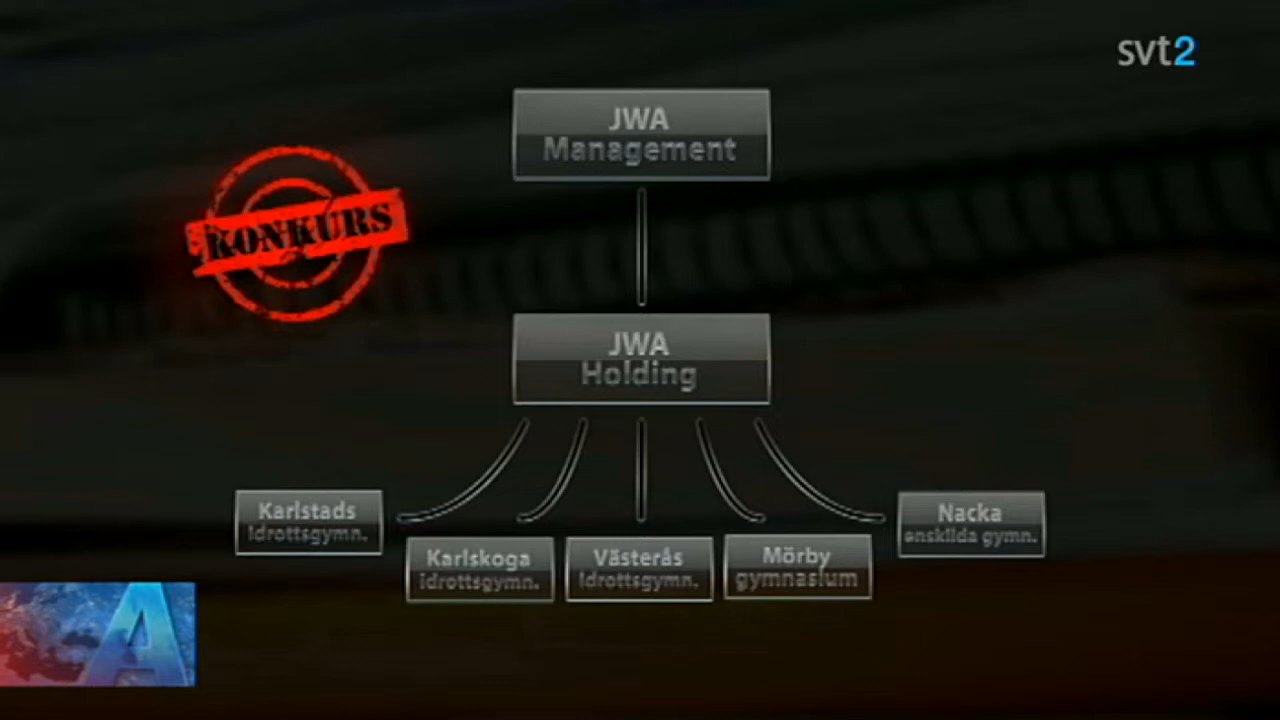 svt2
JWA
Management
KONKURS
JWA
Holding
Karlstads
Idrottsgymn.
Karlskoga
idrottsgymn.
Västerås
Idrottsgymn.
Mörby
gymnasium
Nacka
enskilda gymn.
A